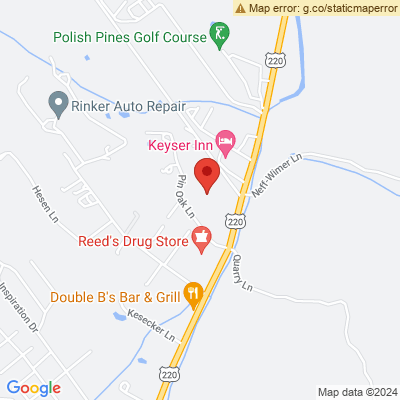 Map error: g.co/staticmaperror
Polish Pines Golf Course
220
Rinker Auto Repair
Keyser Inn
Neff-Wimer Ln
Hesen Ln
Pin Oak Ln
220
Reed's Drug Store
Quarry Ln
Double B's Bar & Grill
Inspiration Dr
Kesecker Ln
220
220
Google
Map data ©2024